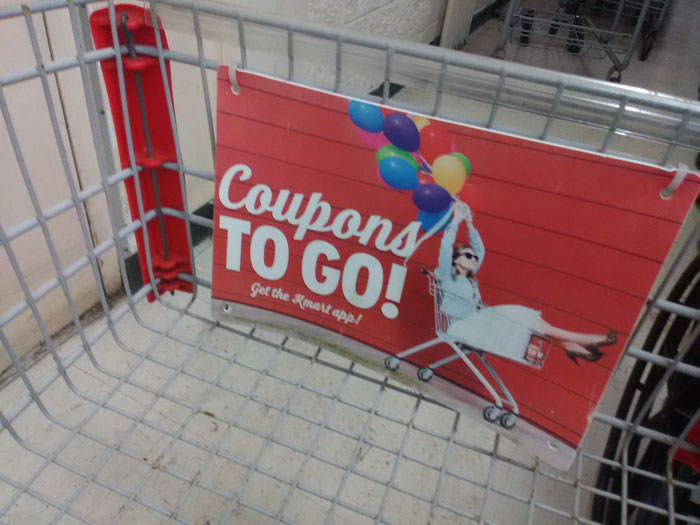 Coupons
TO GO!
Get the Kmart app!